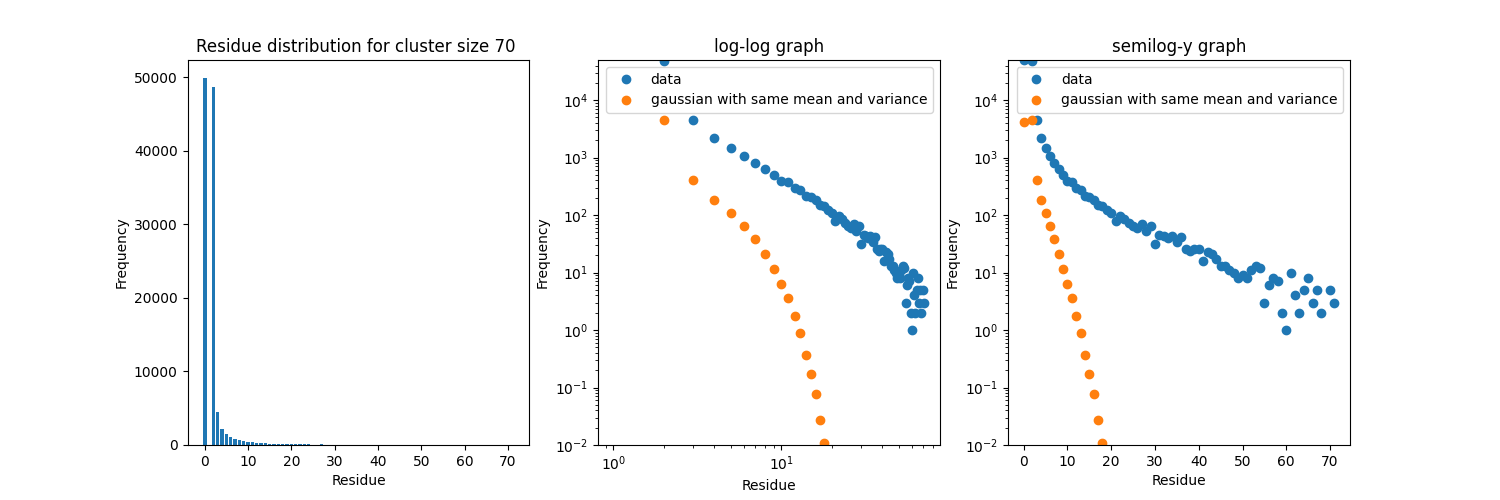 Residue distribution for cluster size 70
50000
40000
30000
20000
10000
0
Frequency
0 10 20 30 40 50 60 70
Residue
log-log graph
data
gaussian with same mean and variance
10⁴
10³
10²
10¹
10⁰
10⁻¹
10⁻²
Frequency
10⁰ 10¹
Residue
semilog-y graph
data
gaussian with same mean and variance
10⁴
10³
10²
10¹
10⁰
10⁻¹
10⁻²
Frequency
0 10 20 30 40 50 60 70
Residue